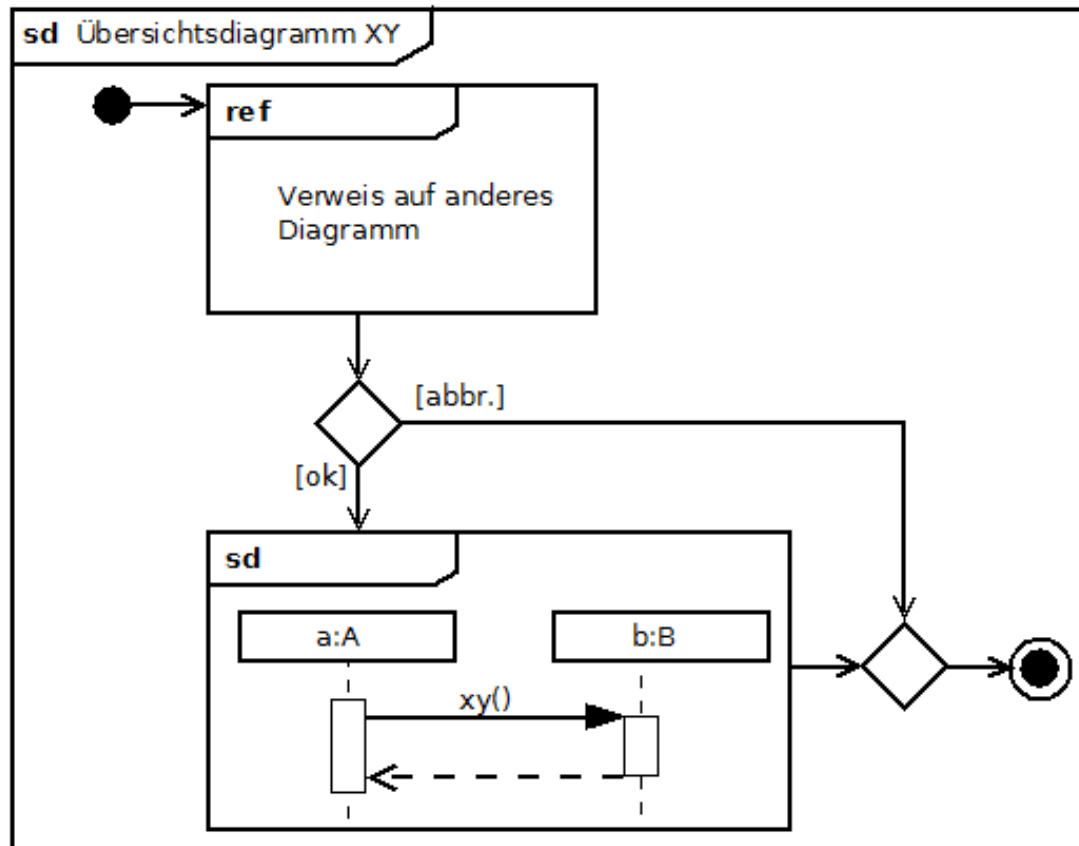 sd Übersichtsdiagramm XY
ref
Verweis auf anderes
Diagramm
[abbr.]
[ok]
sd
a:A
b:B
xy()